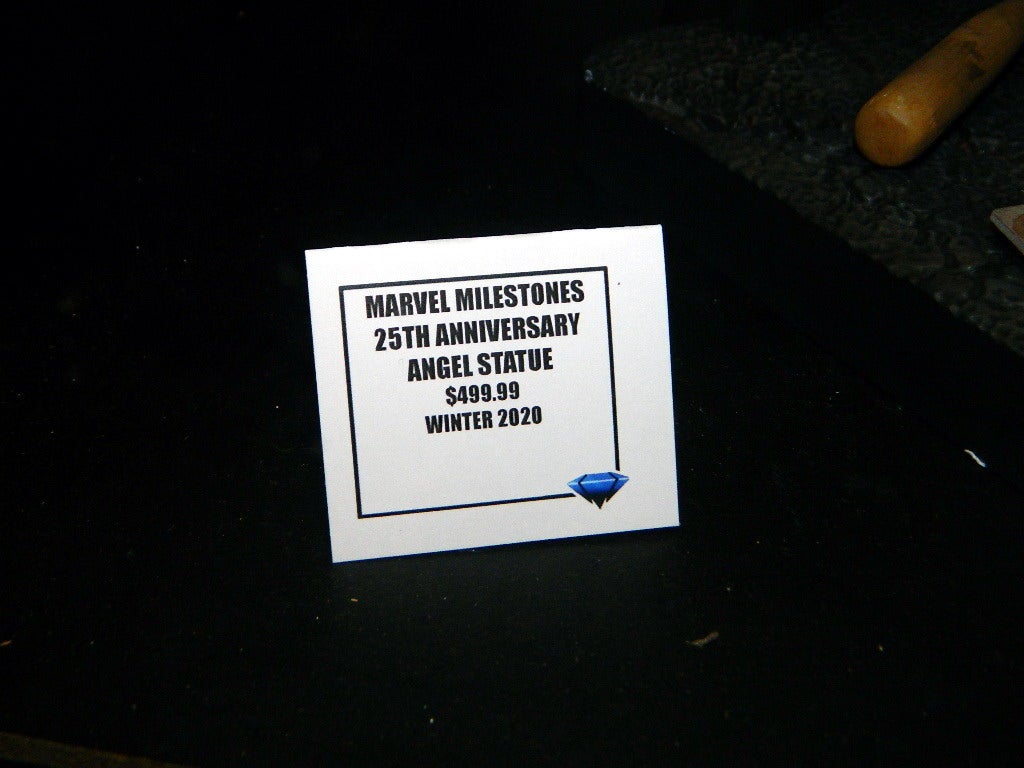 MARVEL MILESTONES
25TH ANNIVERSARY
ANGEL STATUE
$499.99
WINTER 2020